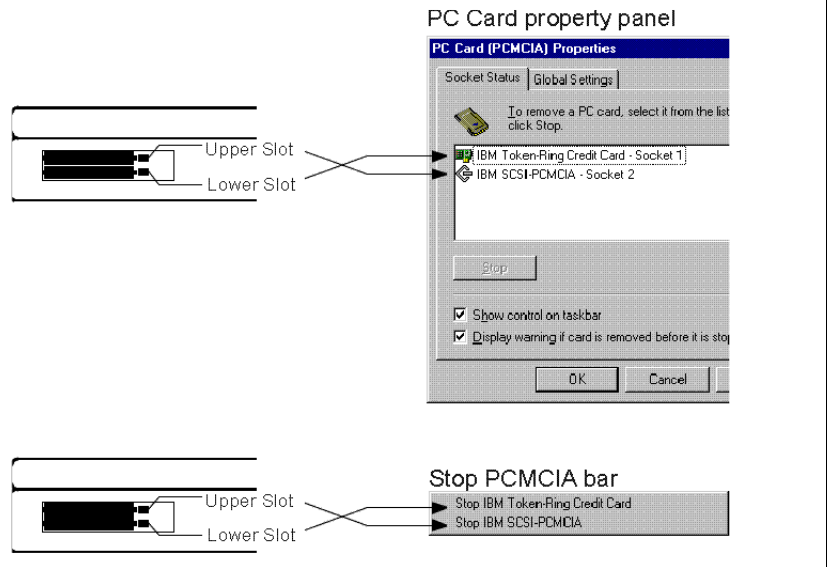 PC Card property panel
PC Card (PCMCIA) Properties
Socket Status
Global Settings
To remove a PC card, select it from the list
click Stop.
Upper Slot
Lower Slot
IBM Token-Ring Credit Card - Socket 1
IBM SCSI-PCMCIA - Socket 2
Stop
Show control on taskbar
Display warning if card is removed before it is stop
OK
Cancel
Stop PCMCIA bar
Upper Slot
Lower Slot
Stop IBM Token-Ring Credit Card
Stop IBM SCSI-PCMCIA